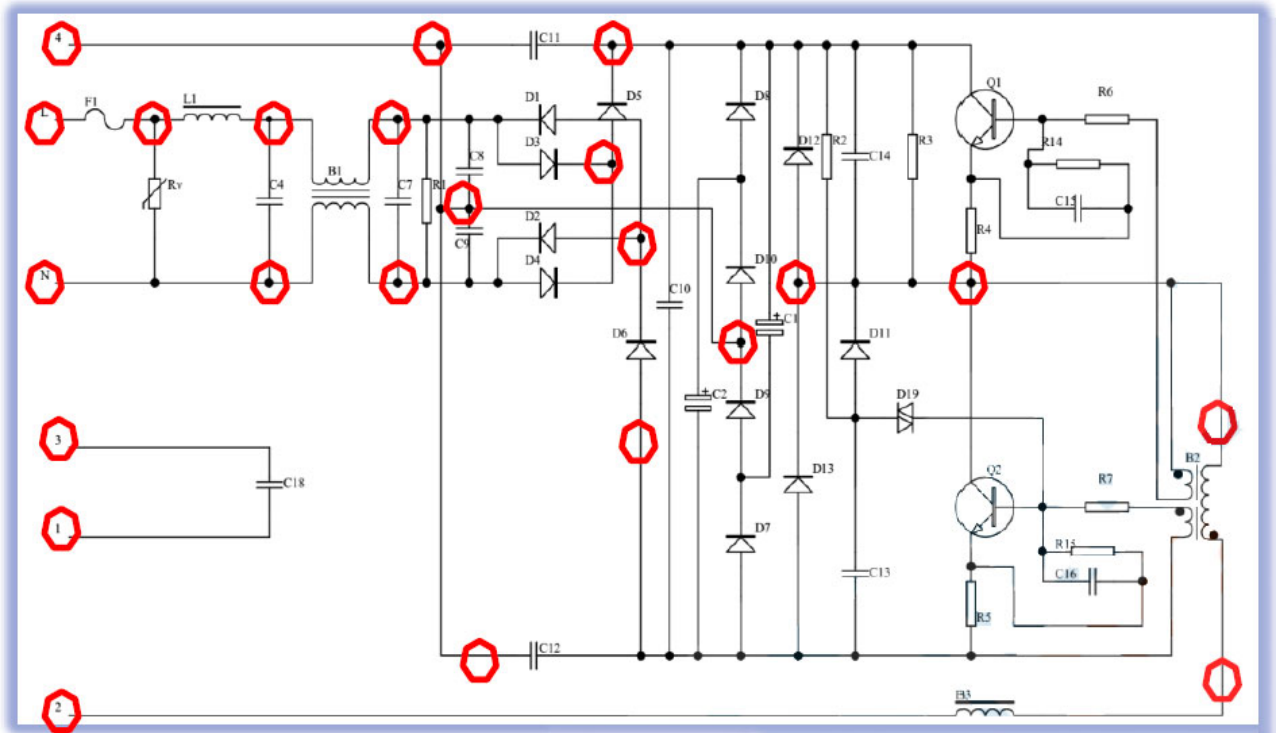 4
C11
L
F1
L1
D1
D5
D8
Q1
R6
D3
C8
D12
R2
C14
R3
R14
Rv
C4
B1
C7
R1
C15
D2
C9
R4
D4
D10
C10
D6
C1
D11
C2
D9
D19
3
C18
B2
D13
Q2
R7
1
D7
R15
C16
C13
R5
C12
2
B3
+
+